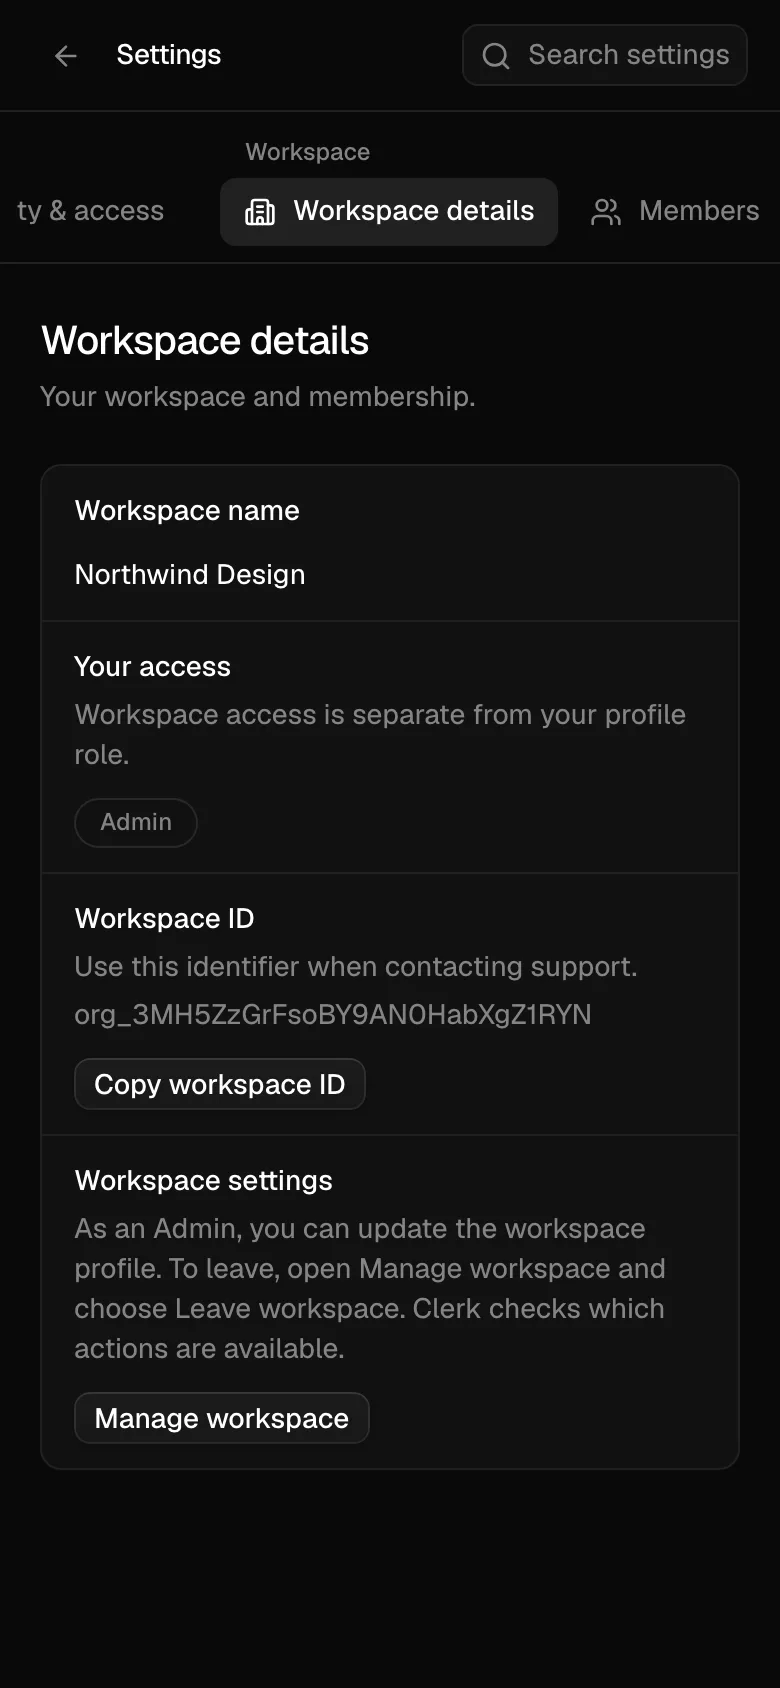 Settings
Search settings
Workspace
ty & access
Workspace details
Members
Workspace details
Your workspace and membership.
Workspace name
Northwind Design
Your access
Workspace access is separate from your profile
role.
Admin
Workspace ID
Use this identifier when contacting support.
org_3MH5ZzGrFsoBY9AN0HabXgZ1RYN
Copy workspace ID
Workspace settings
As an Admin, you can update the workspace
profile. To leave, open Manage workspace and
choose Leave workspace. Clerk checks which
actions are available.
Manage workspace